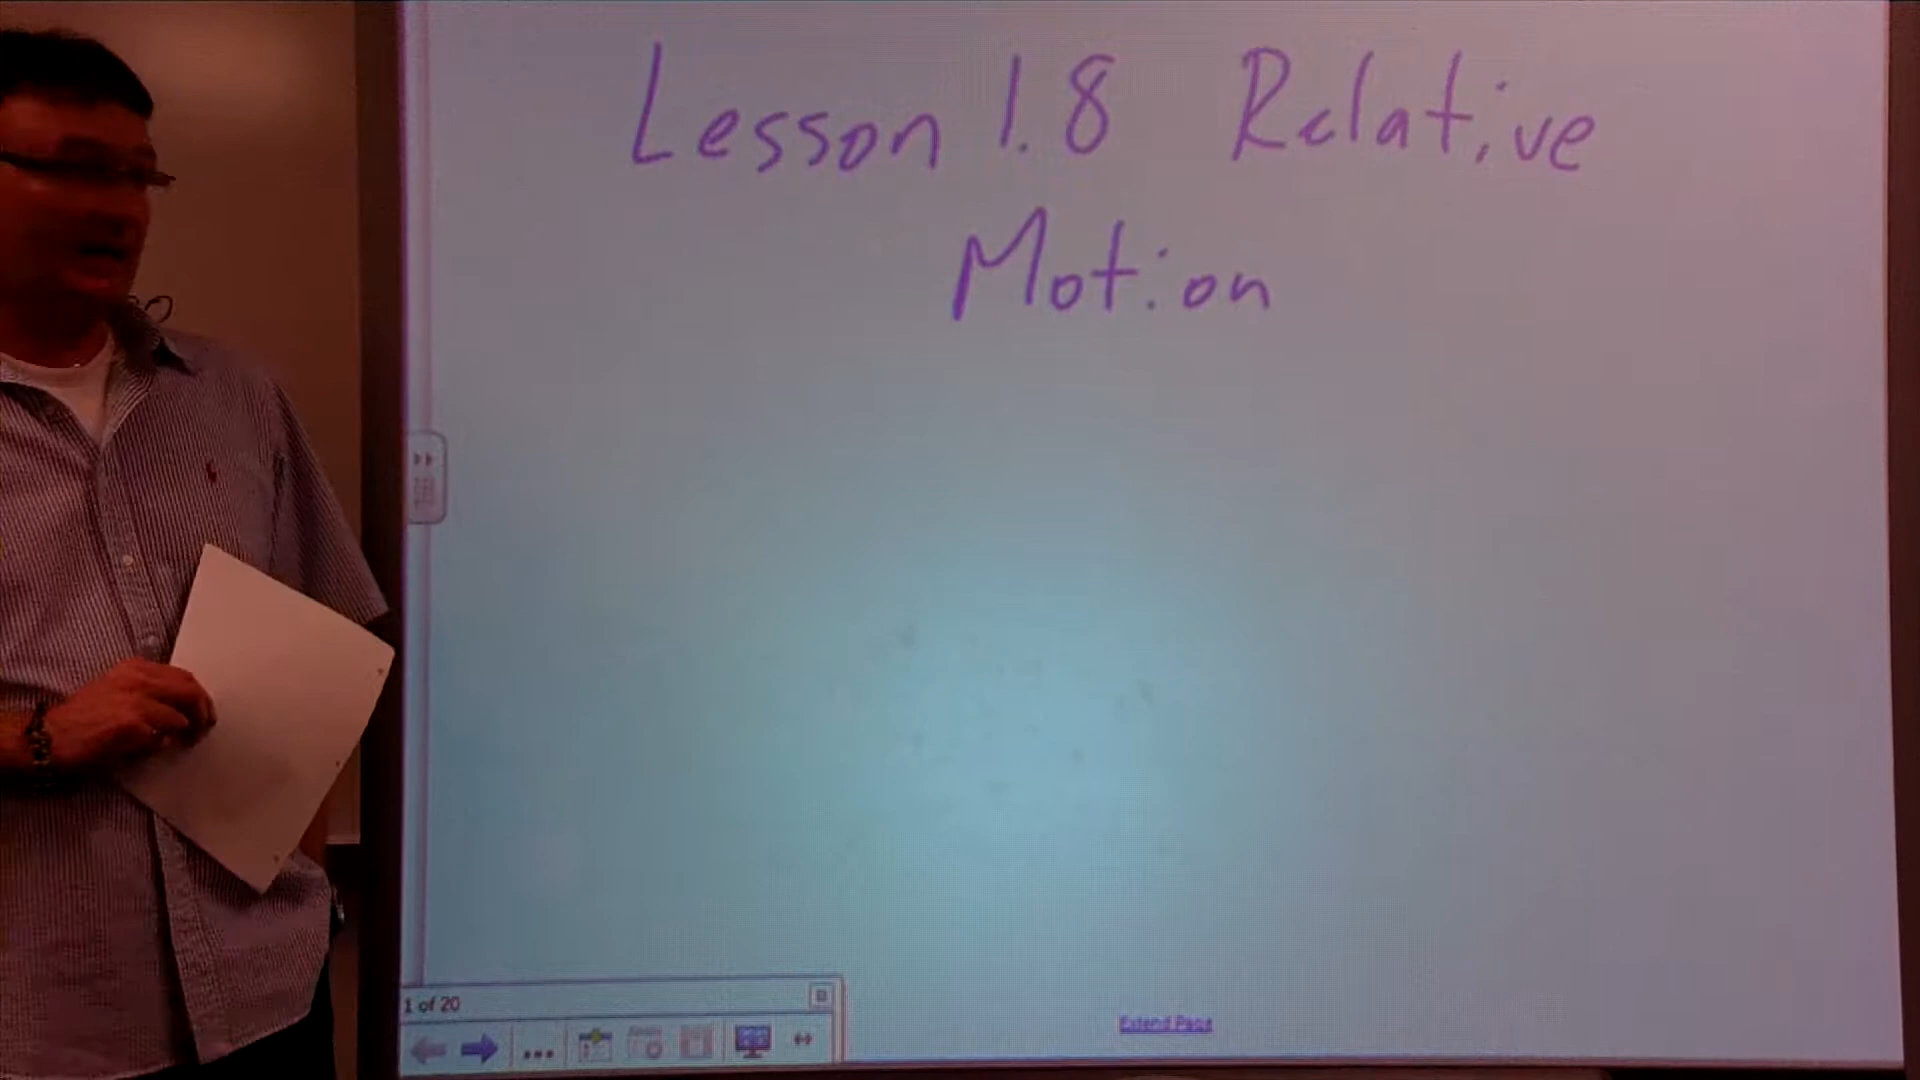 Lesson 1.8 Relative
Motion
1 of 20
Extend Page